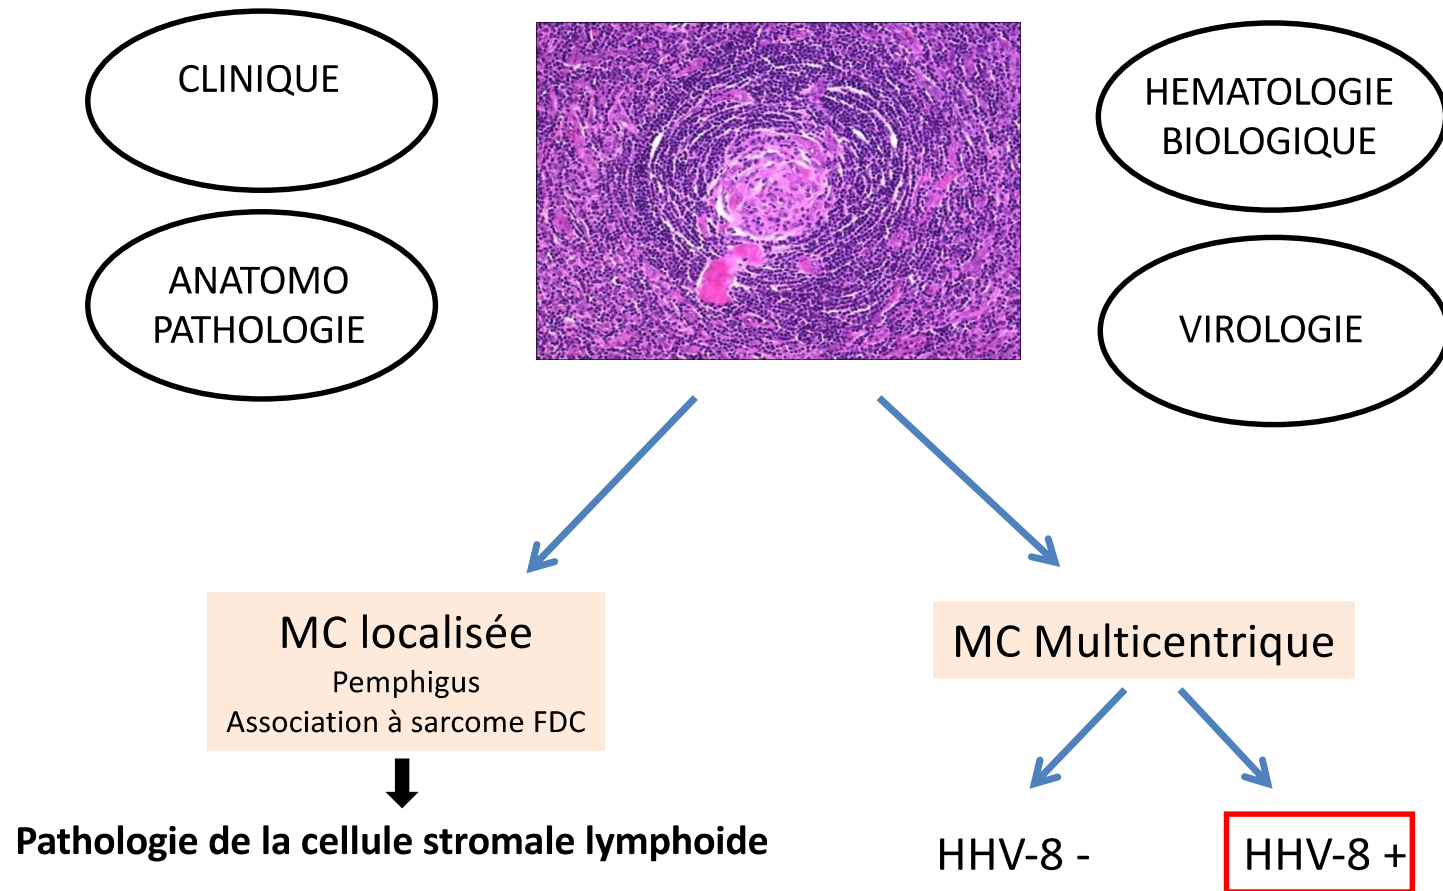 CLINIQUE
ANATOMO
PATHOLOGIE
HEMATOLOGIE
BIOLOGIQUE
VIROLOGIE
MC localisée
Pemphigus
Association à sarcome FDC
Pathologie de la cellule stromale lymphoide
MC Multicentrique
HHV-8 -
HHV-8 +